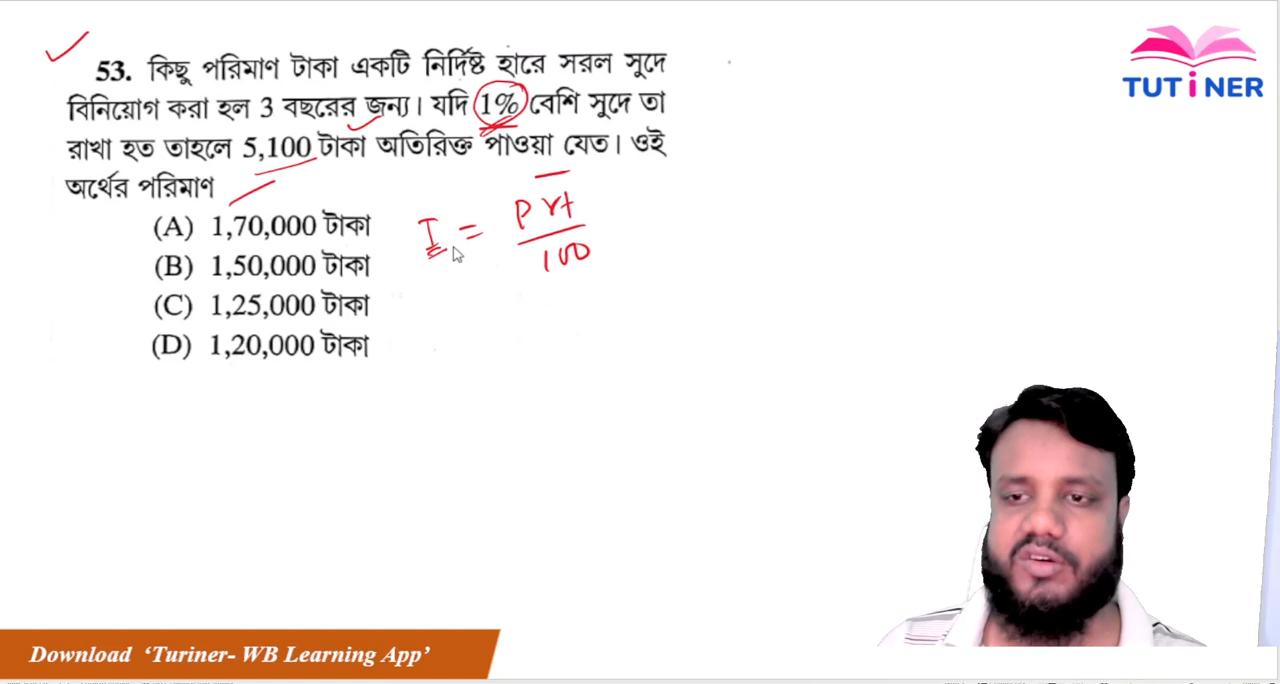 53. কিছু পরিমাণ টাকা একটি নির্দিষ্ট হারে সরল সুদে
বিনিয়োগ করা হল 3 বছরের জন্য। যদি 1% বেশি সুদে তা
রাখা হত তাহলে 5,100 টাকা অতিরিক্ত পাওয়া যেত। ওই
অর্থের পরিমাণ
(A) 1,70,000 টাকা
(B) 1,50,000 টাকা
(C) 1,25,000 টাকা
(D) 1,20,000 টাকা
I = P r t
100
TUTiNER
Download ‘Turiner- WB Learning App’